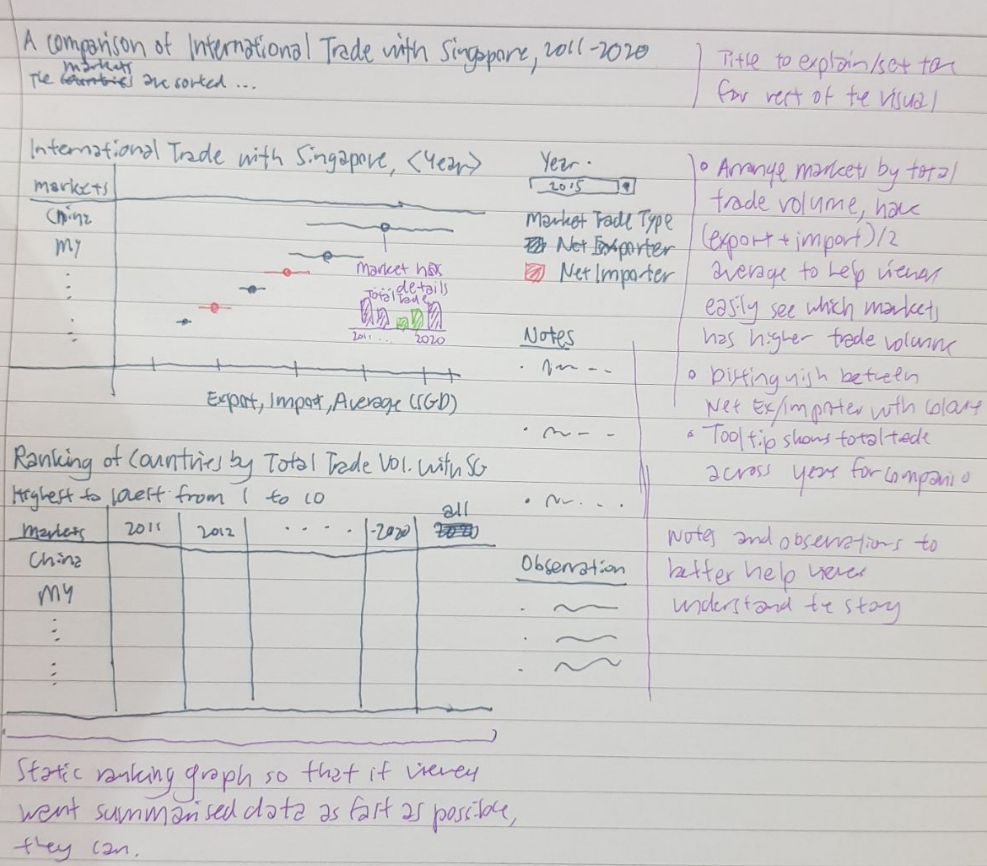 A comparison of International Trade with Singapore, 2011-2020
markets
The countries are sorted ...
Title to explain/set tone
for rest of the visual
International Trade with Singapore, <Year>
Year.
2015
markets
China
MY
Market Trade Type
Net Exporter
Net Importer
Market has
details
Total trade
2011 ... 2020
Export, Import, Average (SGD)
Notes
• Arrange markets by total
trade volume, have
(export + import)/2
average to help viewer
easily see which markets
has higher trade volume
• Distinguish between
Net Ex/importer with colour
• Tooltip shows total trade
across years for compario
Ranking of Countries by Total Trade Vol. with SG
Highest to lowest from 1 to 10
all
markets 2011 2012 .... -2020 2020
China
MY
Observation
Notes and observations to
better help viewer
understand the story
Static ranking graph so that if viewer
want summarised data as fast as possible,
they can.